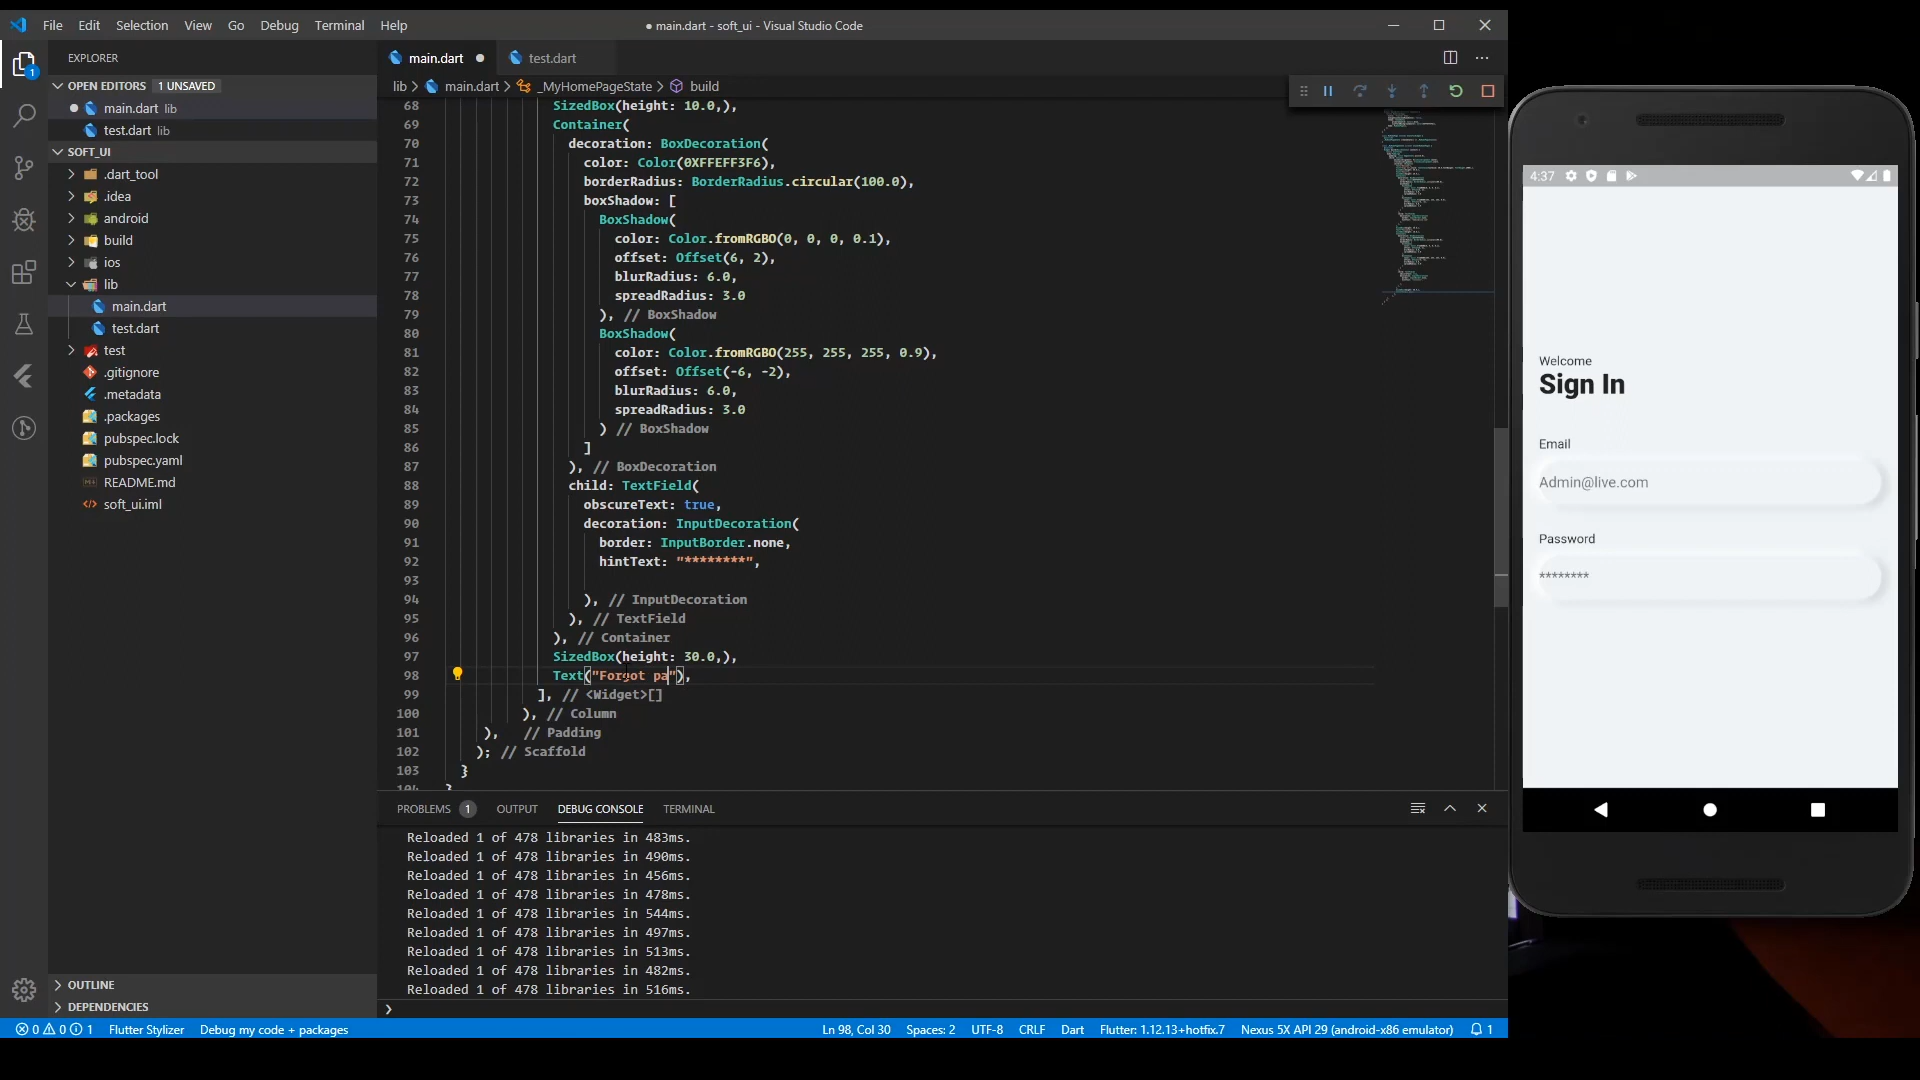 File Edit Selection View Go Debug Terminal Help
● main.dart - soft_ui - Visual Studio Code
EXPLORER
OPEN EDITORS 1 UNSAVED
main.dart lib
test.dart lib
SOFT_UI
.dart_tool
.idea
android
build
ios
lib
main.dart
test.dart
test
.gitignore
.metadata
.packages
pubspec.lock
pubspec.yaml
README.md
soft_ui.iml
OUTLINE
DEPENDENCIES
1
main.dart
test.dart
lib > main.dart > _MyHomePageState > build
68 SizedBox(height: 10.0,),
69 Container(
70 decoration: BoxDecoration(
71 color: Color(0XFFEFF3F6),
72 borderRadius: BorderRadius.circular(100.0),
73 boxShadow: [
74 BoxShadow(
75 color: Color.fromRGBO(0, 0, 0, 0.1),
76 offset: Offset(6, 2),
77 blurRadius: 6.0,
78 spreadRadius: 3.0
79 ), // BoxShadow
80 BoxShadow(
81 color: Color.fromRGBO(255, 255, 255, 0.9),
82 offset: Offset(-6, -2),
83 blurRadius: 6.0,
84 spreadRadius: 3.0
85 ) // BoxShadow
86 ]
87 ), // BoxDecoration
88 child: TextField(
89 obscureText: true,
90 decoration: InputDecoration(
91 border: InputBorder.none,
92 hintText: "********",
93
94 ), // InputDecoration
95 ), // TextField
96 ), // Container
97 SizedBox(height: 30.0,),
98 Text("Forgot pa"),
99 ], // <Widget>[]
100 ), // Column
101 ), // Padding
102 ); // Scaffold
103 }
104 }
PROBLEMS 1 OUTPUT DEBUG CONSOLE TERMINAL
Reloaded 1 of 478 libraries in 483ms.
Reloaded 1 of 478 libraries in 490ms.
Reloaded 1 of 478 libraries in 456ms.
Reloaded 1 of 478 libraries in 478ms.
Reloaded 1 of 478 libraries in 544ms.
Reloaded 1 of 478 libraries in 497ms.
Reloaded 1 of 478 libraries in 513ms.
Reloaded 1 of 478 libraries in 482ms.
Reloaded 1 of 478 libraries in 516ms.
0 0 1 Flutter Stylizer Debug my code + packages Ln 98, Col 30 Spaces: 2 UTF-8 CRLF Dart Flutter: 1.12.13+hotfix.7 Nexus 5X API 29 (android-x86 emulator) 1
4:37
Welcome
Sign In
Email
Admin@live.com
Password
********